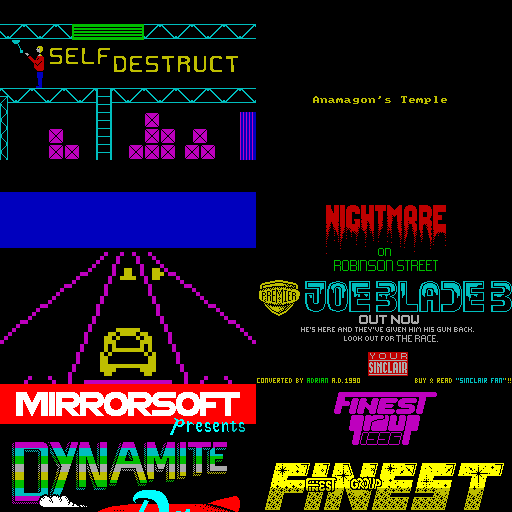 SELF DESTRUCT
Anamagon's Temple
NIGHTMARE
on
ROBINSON STREET
PREMIER
JOE BLADE 3
OUT NOW
HE'S HERE AND THEY'VE GIVEN HIM HIS GUN BACK.
LOOK OUT FOR THE RACE.
YOUR
SINCLAIR
CONVERTED BY ADRIAN A.D.1990
BUY & READ "SINCLAIR FAN"!!
MIRRORSOFT
presents
DYNAMITE
FINEST
GROUP
1996
FINEST
FINEST GROUP